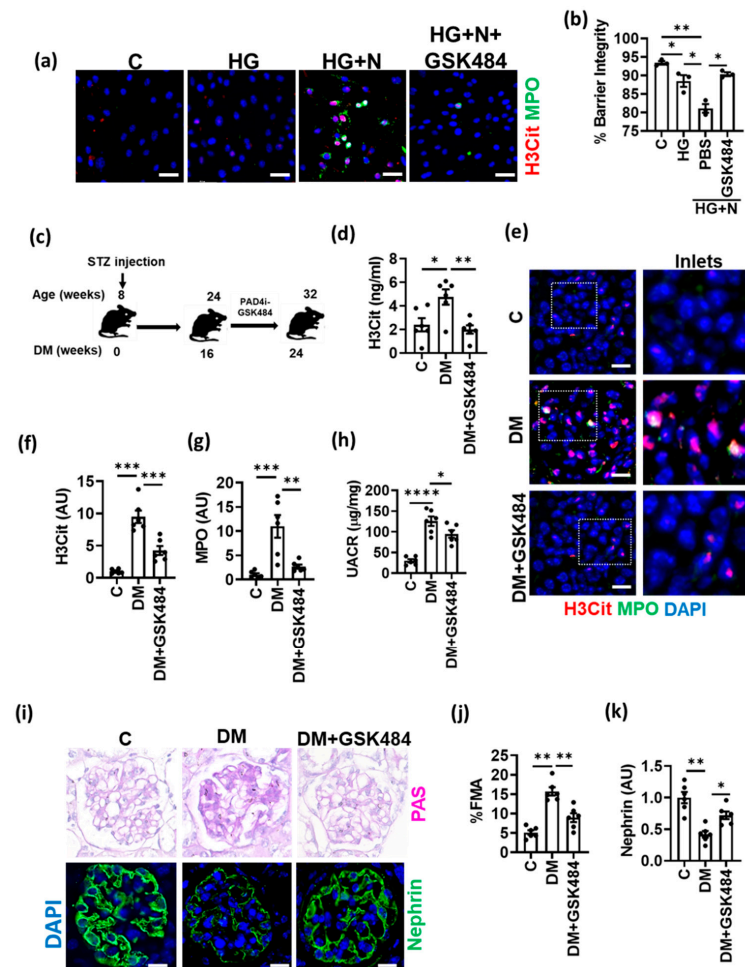 (a)
C
HG
HG+N
HG+N+
GSK484
H3Cit MPO
(b)
% Barrier Integrity
100
95
90
85
80
75
**
* * *
C
HG
PBS
GSK484
HG+N
(c)
STZ injection
Age (weeks) 8 24 32
PAD4i-
GSK484
DM (weeks) 0 16 24
(d)
H3Cit (ng/ml)
8
6
4
2
0
* **
C
DM
DM+GSK484
(e)
Inlets
C
DM
DM+GSK484
H3Cit MPO DAPI
(f)
H3Cit (AU)
15
10
5
0
*** ***
C
DM
DM+GSK484
(g)
MPO (AU)
20
15
10
5
0
*** **
C
DM
DM+GSK484
(h)
UACR (µg/mg)
200
150
100
50
0
**** *
C
DM
DM+GSK484
(i)
C DM DM+GSK484
PAS
DAPI
Nephrin
(j)
%FMA
25
20
15
10
5
0
** **
C
DM
DM+GSK484
(k)
Nephrin (AU)
1.5
1.0
0.5
0.0
** *
C
DM
DM+GSK484